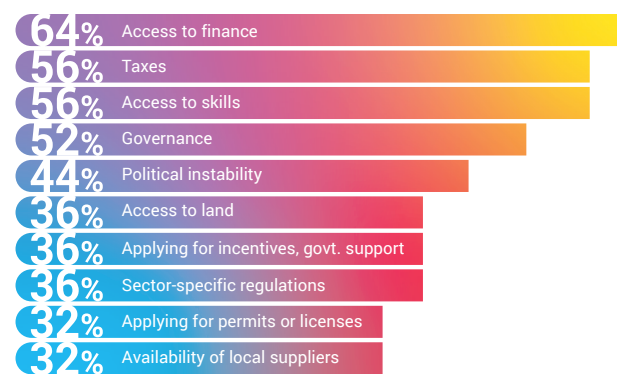 64% Access to finance
56% Taxes
56% Access to skills
52% Governance
44% Political instability
36% Access to land
36% Applying for incentives, govt. support
36% Sector-specific regulations
32% Applying for permits or licenses
32% Availability of local suppliers